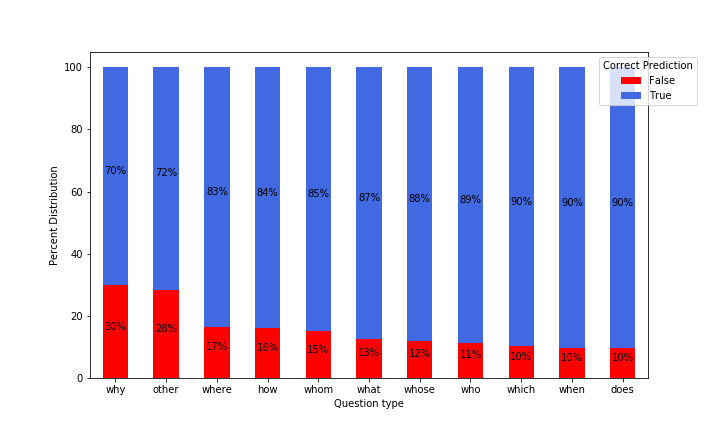 Correct Prediction
False
True
100
80
60
40
20
0
Percent Distribution
70% 72% 83% 84% 85% 87% 88% 89% 90% 90% 90%
30% 28% 17% 16% 15% 13% 12% 11% 10% 10% 10%
why other where how whom what whose who which when does
Question type